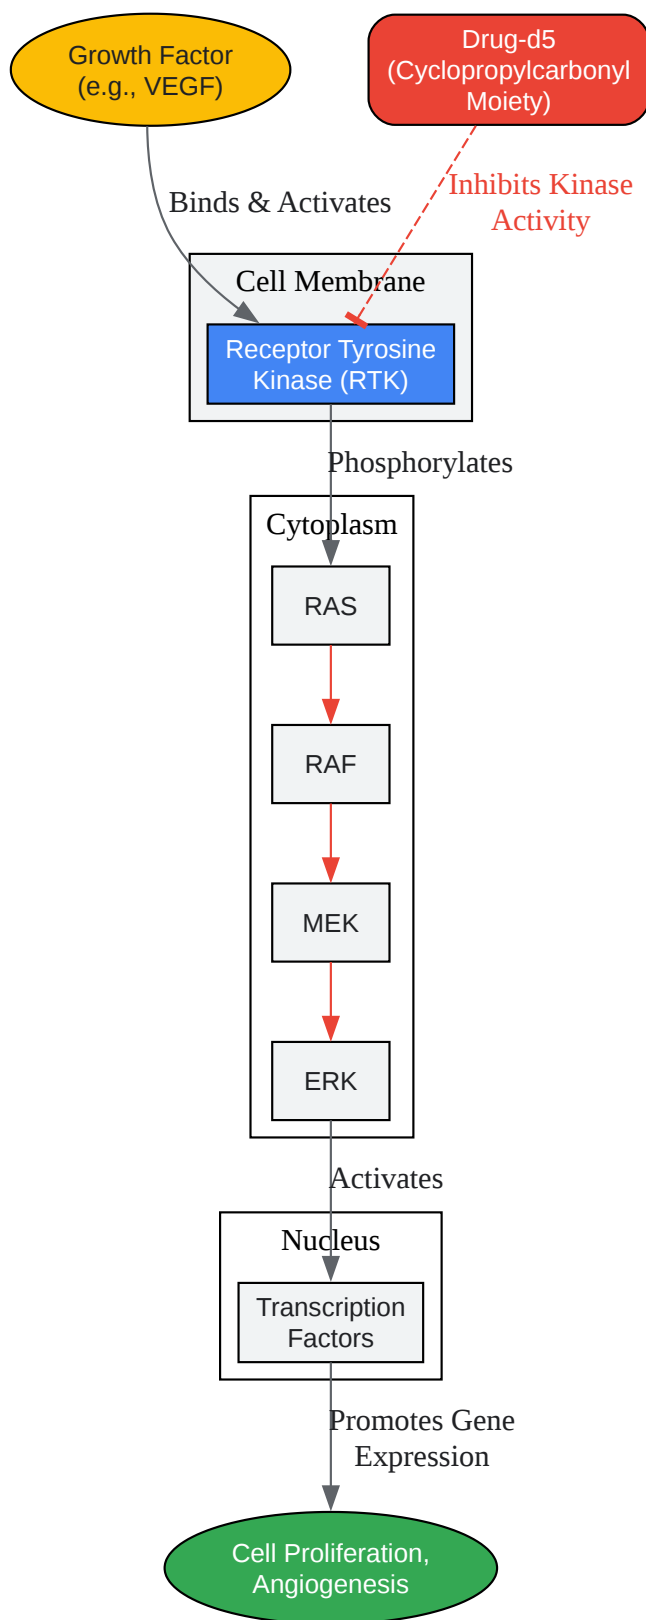 Growth Factor
(e.g., VEGF)
Drug-d5
(Cyclopropylcarbonyl
Moiety)
Inhibits Kinase
Activity
Binds & Activates
Cell Membrane
Receptor Tyrosine
Kinase (RTK)
Phosphorylates
Cytoplasm
RAS
RAF
MEK
ERK
Activates
Nucleus
Transcription
Factors
Promotes Gene
Expression
Cell Proliferation,
Angiogenesis